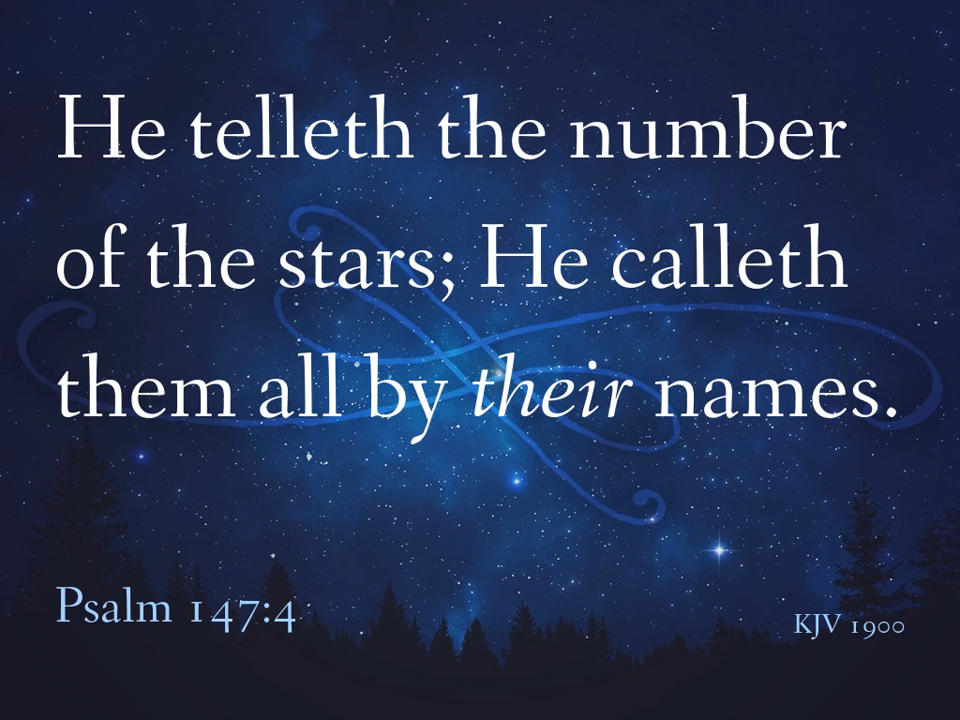 He telleth the number
of the stars; He calleth
them all by their names.
Psalm 147:4
KJV 1900